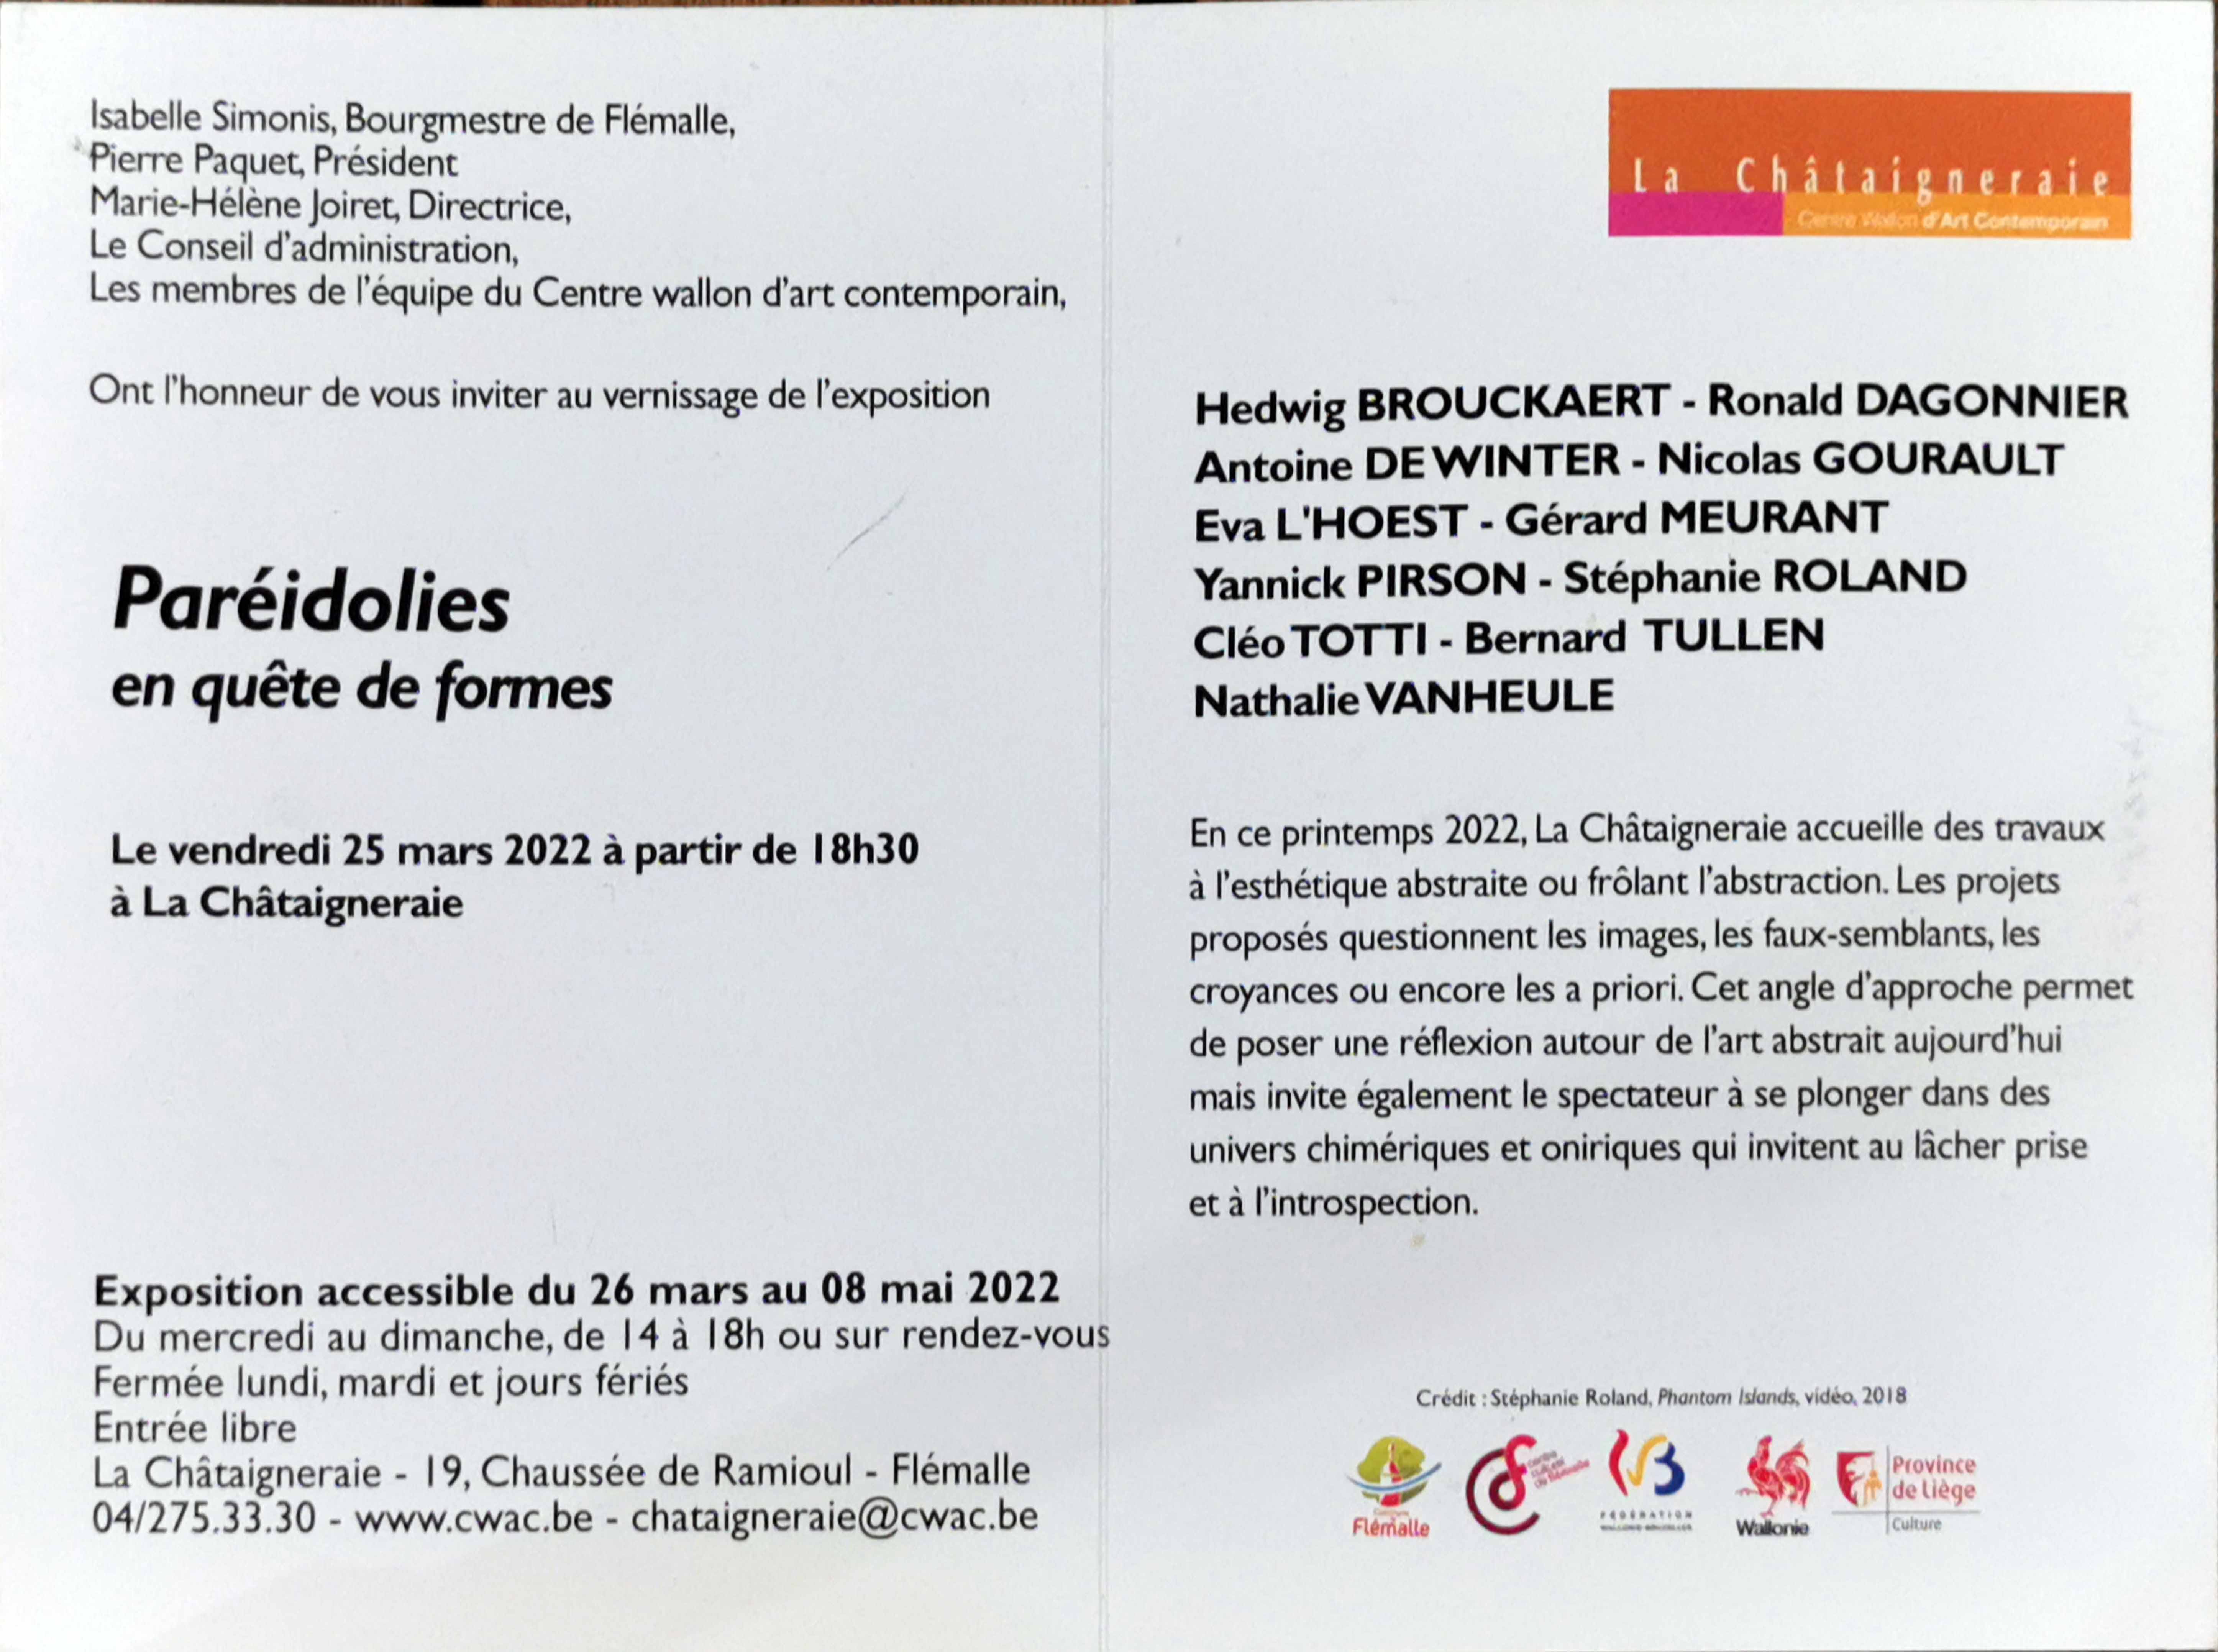 Isabelle Simonis, Bourgmestre de Flémalle,
Pierre Paquet, Président
Marie-Hélène Joiret, Directrice,
Le Conseil d'administration,
Les membres de l'équipe du Centre wallon d'art contemporain,
Ont l'honneur de vous inviter au vernissage de l'exposition
Paréidolies
en quête de formes
Le vendredi 25 mars 2022 à partir de 18h30
à La Châtaigneraie
Exposition accessible du 26 mars au 08 mai 2022
Du mercredi au dimanche, de 14 à 18h ou sur rendez-vous
Fermée lundi, mardi et jours fériés
Entrée libre
La Châtaigneraie - 19, Chaussée de Ramioul - Flémalle
04/275.33.30 - www.cwac.be - chataigneraie@cwac.be
La Châtaigneraie
Centre Wallon d'Art Contemporain
Hedwig BROUCKAERT - Ronald DAGONNIER
Antoine DE WINTER - Nicolas GOURAULT
Eva L'HOEST - Gérard MEURANT
Yannick PIRSON - Stéphanie ROLAND
Cléo TOTTI - Bernard TULLEN
Nathalie VANHEULE
En ce printemps 2022, La Châtaigneraie accueille des travaux
à l'esthétique abstraite ou frôlant l'abstraction. Les projets
proposés questionnent les images, les faux-semblants, les
croyances ou encore les a priori. Cet angle d'approche permet
de poser une réflexion autour de l'art abstrait aujourd'hui
mais invite également le spectateur à se plonger dans des
univers chimériques et oniriques qui invitent au lâcher prise
et à l'introspection.
Crédit : Stéphanie Roland, Phantom Islands, vidéo, 2018
Flémalle
centre
culturel
de flémalle
FÉDÉRATION
WALLONIE-BRUXELLES
Wallonie
Province
de Liège
Culture